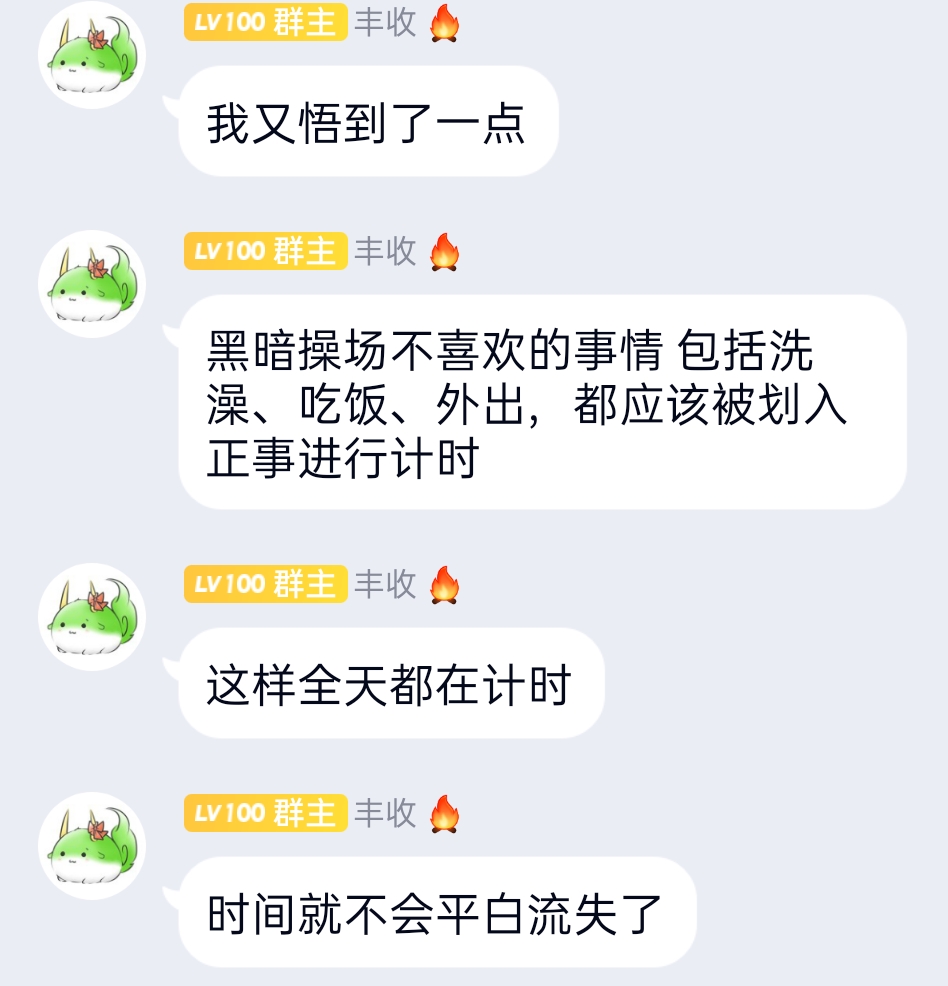 LV100 群主 丰收🔥
我又悟到了一点
LV100 群主 丰收🔥
黑暗操场不喜欢的事情 包括洗
澡、吃饭、外出，都应该被划入
正事进行计时
LV100 群主 丰收🔥
这样全天都在计时
LV100 群主 丰收🔥
时间就不会平白流失了